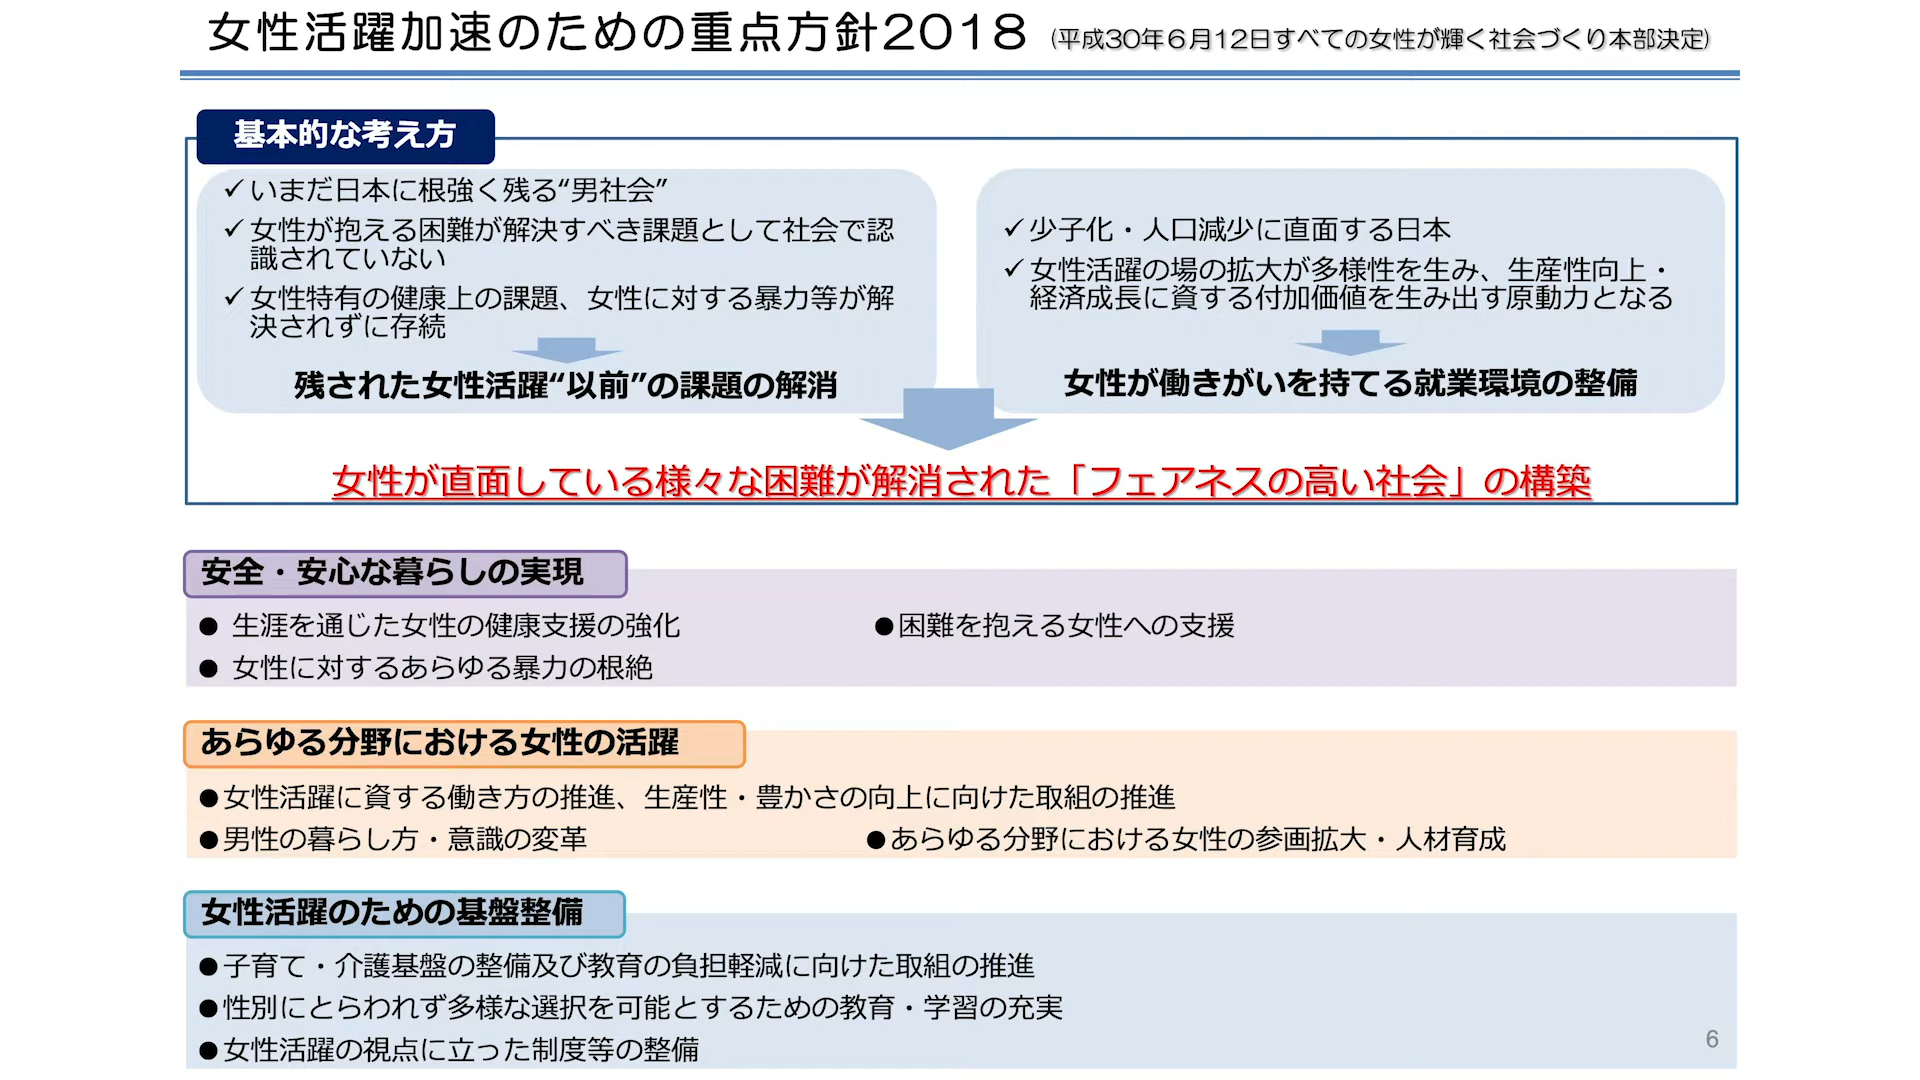 女性活躍加速のための重点方針2018 (平成30年6月12日すべての女性が輝く社会づくり本部決定)
基本的な考え方
✓いまだ日本に根強く残る“男社会”
✓女性が抱える困難が解決すべき課題として社会で認
識されていない
✓女性特有の健康上の課題、女性に対する暴力等が解
決されずに存続
残された女性活躍“以前”の課題の解消
✓少子化・人口減少に直面する日本
✓女性活躍の場の拡大が多様性を生み、生産性向上・
経済成長に資する付加価値を生み出す原動力となる
女性が働きがいを持てる就業環境の整備
女性が直面している様々な困難が解消された「フェアネスの高い社会」の構築
安全・安心な暮らしの実現
● 生涯を通じた女性の健康支援の強化 ●困難を抱える女性への支援
● 女性に対するあらゆる暴力の根絶
あらゆる分野における女性の活躍
●女性活躍に資する働き方の推進、生産性・豊かさの向上に向けた取組の推進
●男性の暮らし方・意識の変革 ●あらゆる分野における女性の参画拡大・人材育成
女性活躍のための基盤整備
●子育て・介護基盤の整備及び教育の負担軽減に向けた取組の推進
●性別にとらわれず多様な選択を可能とするための教育・学習の充実
●女性活躍の視点に立った制度等の整備
6